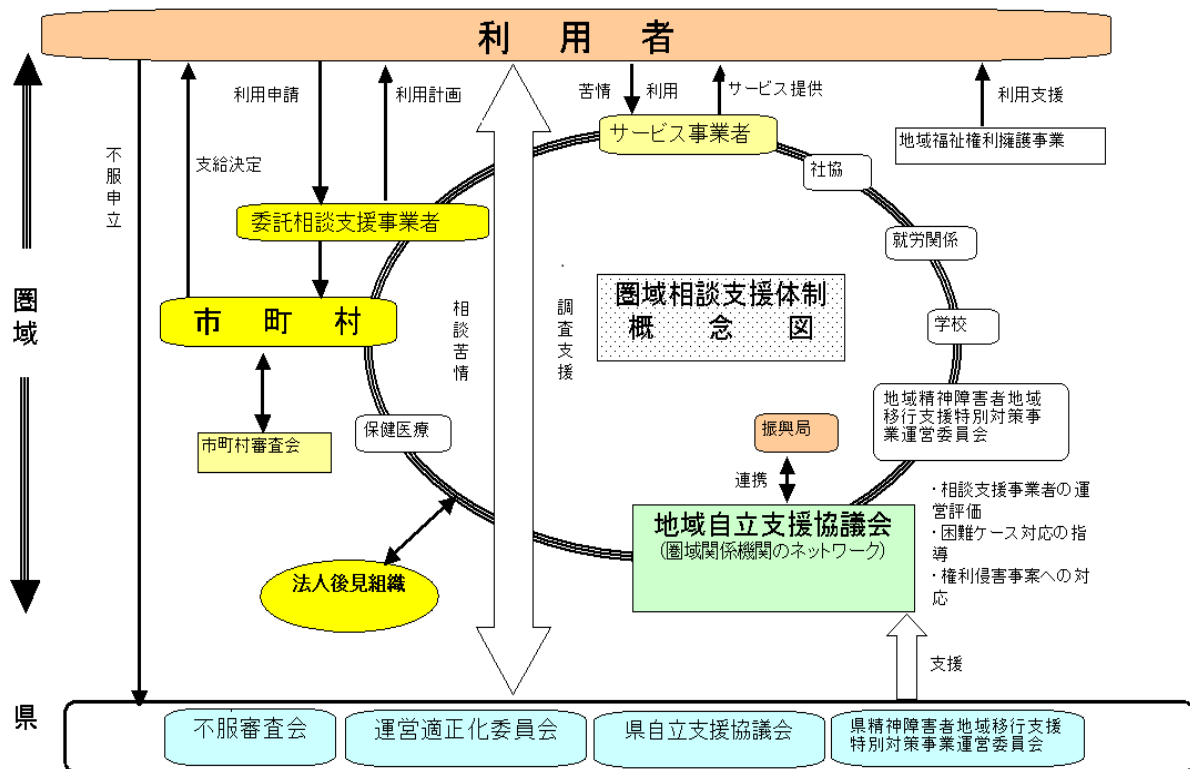 利用者
利用申請
利用計画
苦情
利用
サービス提供
利用支援
サービス事業者
地域福祉権利擁護事業
不服申立
支給決定
社協
委託相談支援事業者
就労関係
圏域
圏域相談支援体制
概念図
市町村
相談苦情
調査支援
学校
地域精神障害者地域
移行支援特別対策事
業運営委員会
保健医療
振興局
市町村審査会
連携
・相談支援事業者の運
営評価
・困難ケース対応の指
導
・権利侵害事案への対
応
地域自立支援協議会
(圏域関係機関のネットワーク)
法人後見組織
支援
県
不服審査会
運営適正化委員会
県自立支援協議会
県精神障害者地域移行支援
特別対策事業運営委員会